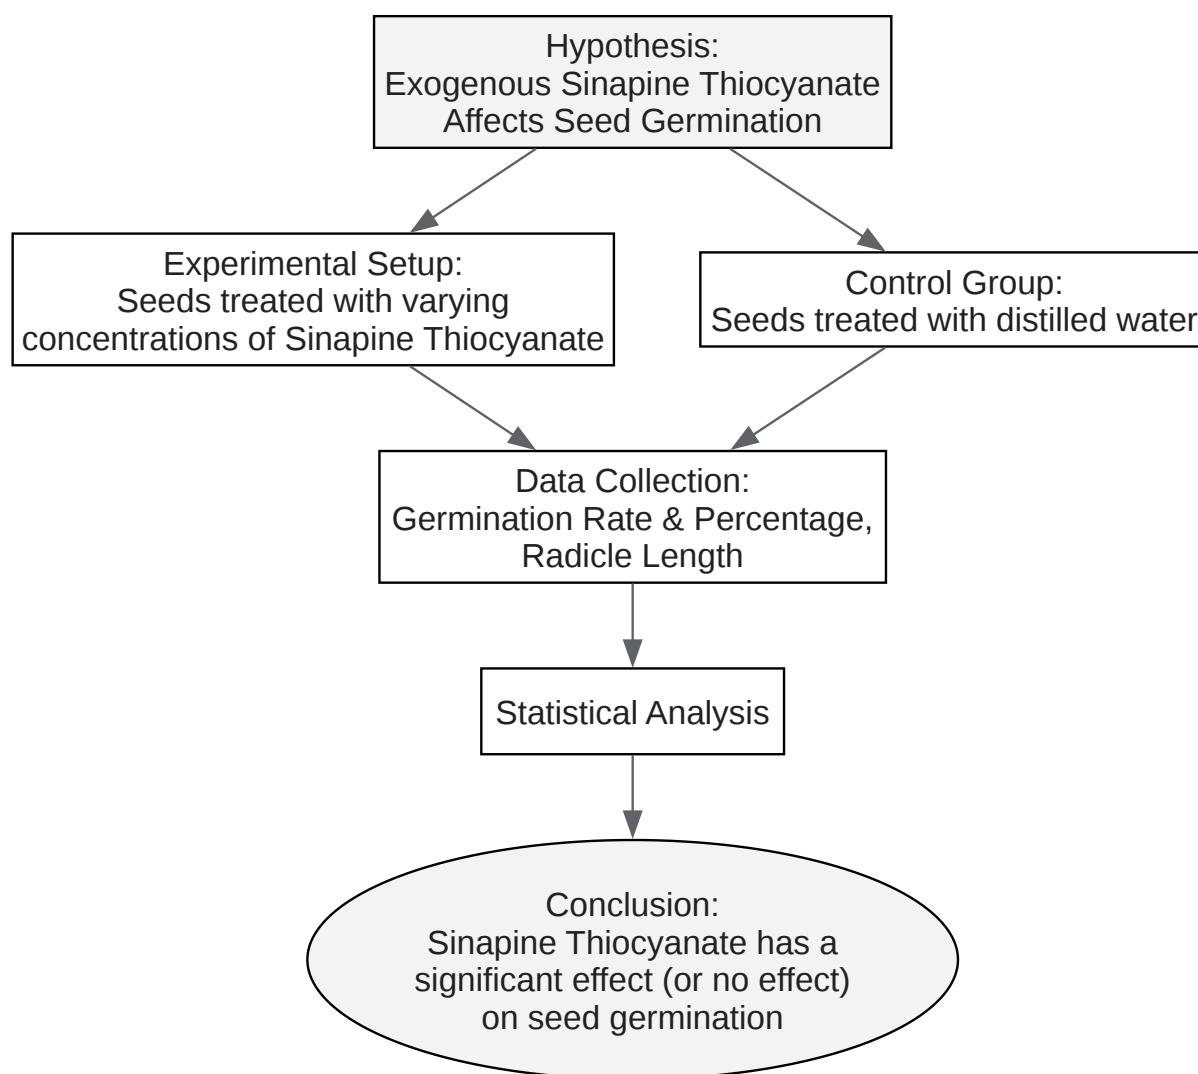 Hypothesis:
Exogenous Sinapine Thiocyanate
Affects Seed Germination
Experimental Setup:
Seeds treated with varying
concentrations of Sinapine Thiocyanate
Control Group:
Seeds treated with distilled water
Data Collection:
Germination Rate & Percentage,
Radicle Length
Statistical Analysis
Conclusion:
Sinapine Thiocyanate has a
significant effect (or no effect)
on seed germination